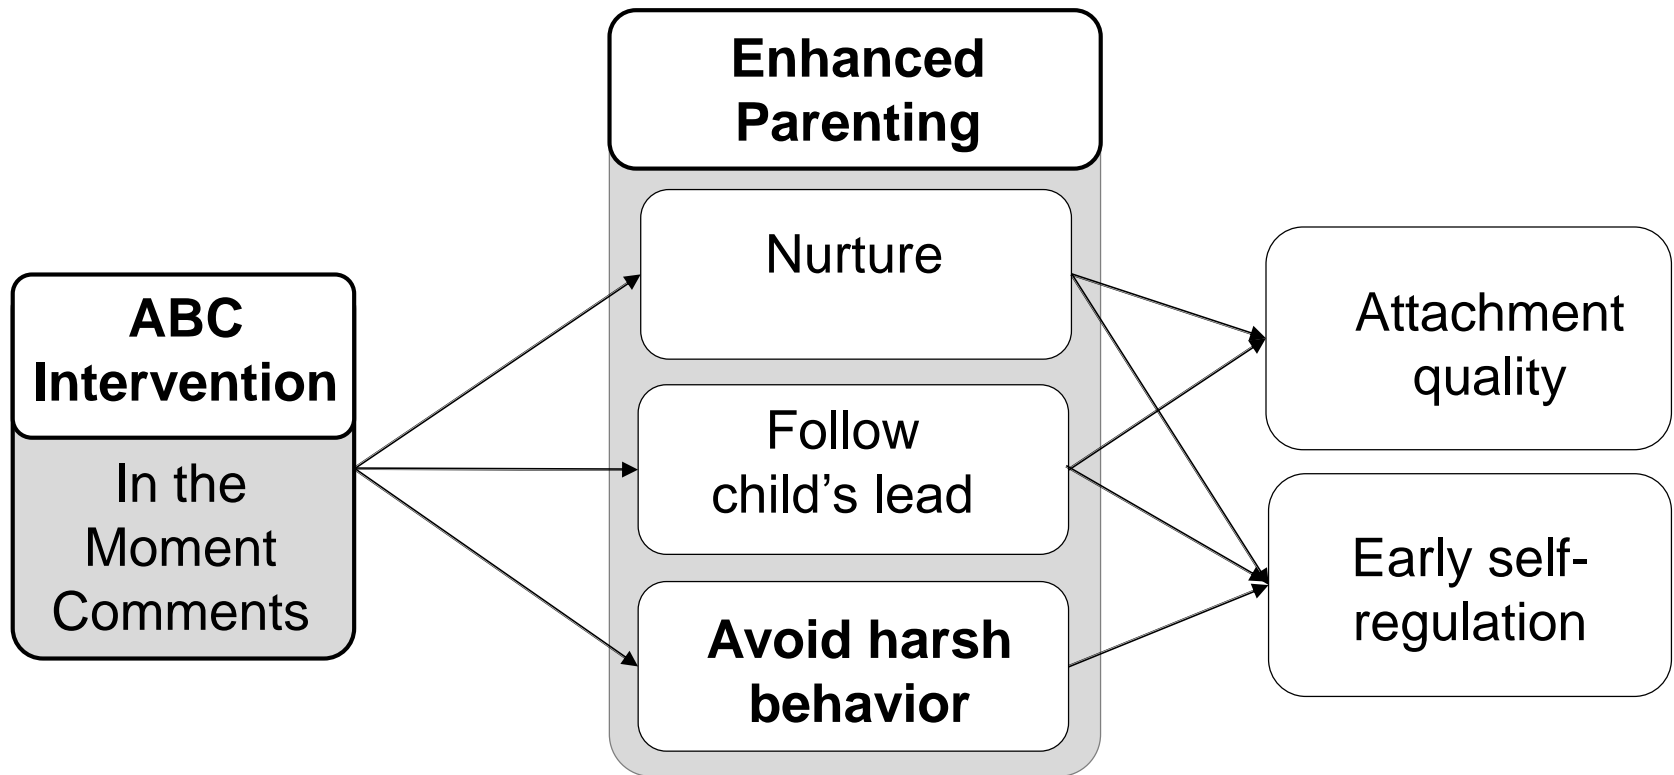 Enhanced
Parenting
ABC
Intervention
In the
Moment
Comments
Nurture
Follow
child's lead
Avoid harsh
behavior
Attachment
quality
Early self-
regulation